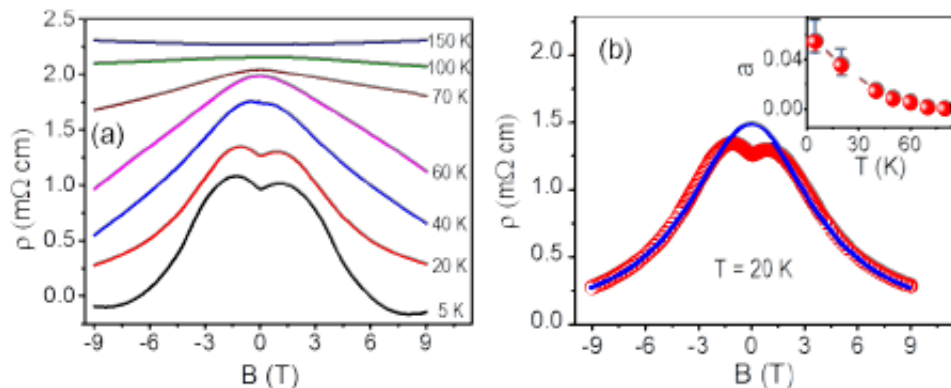 (a)
2.5
2.0
1.5
1.0
0.5
0.0
ρ (mΩ cm)
-9 -6 -3 0 3 6 9
B (T)
150 K
100 K
70 K
60 K
40 K
20 K
5 K
(b)
2.0
1.5
1.0
0.5
0.0
ρ (mΩ cm)
-9 -6 -3 0 3 6 9
B (T)
T = 20 K
a
0.04
0.00
0 30 60
T (K)